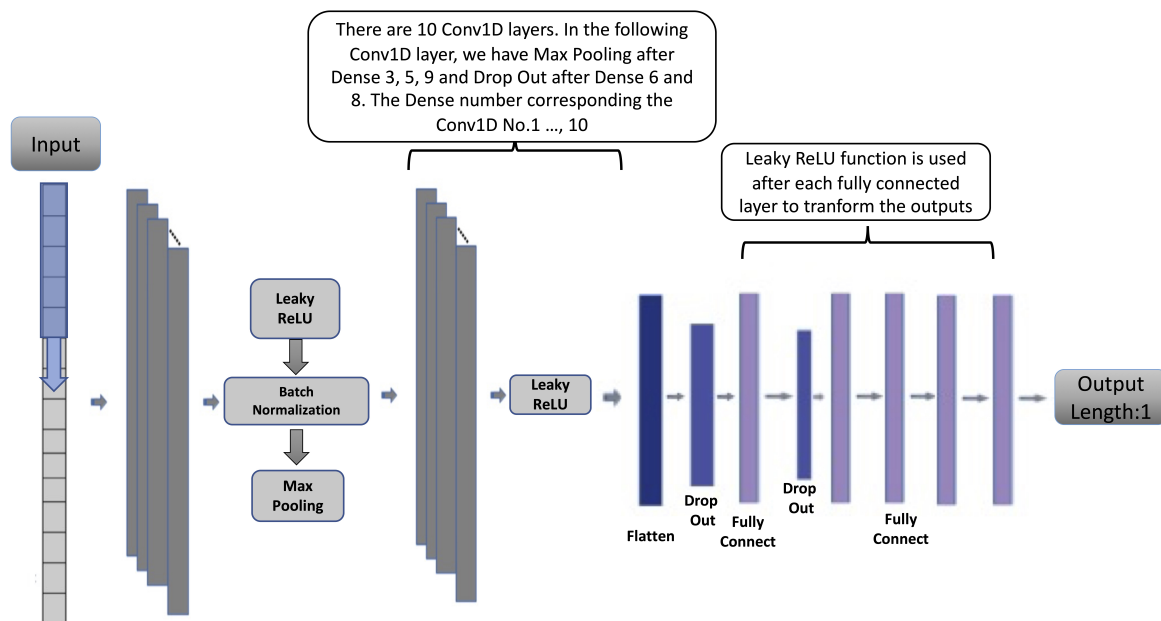 There are 10 Conv1D layers. In the following
Conv1D layer, we have Max Pooling after
Dense 3, 5, 9 and Drop Out after Dense 6 and
8. The Dense number corresponding the
Conv1D No.1 ..., 10
Input
Leaky ReLU function is used
after each fully connected
layer to tranform the outputs
Leaky
ReLU
Batch
Normalization
Max
Pooling
Leaky
ReLU
Flatten
Drop
Out
Fully
Connect
Drop
Out
Fully
Connect
Output
Length:1